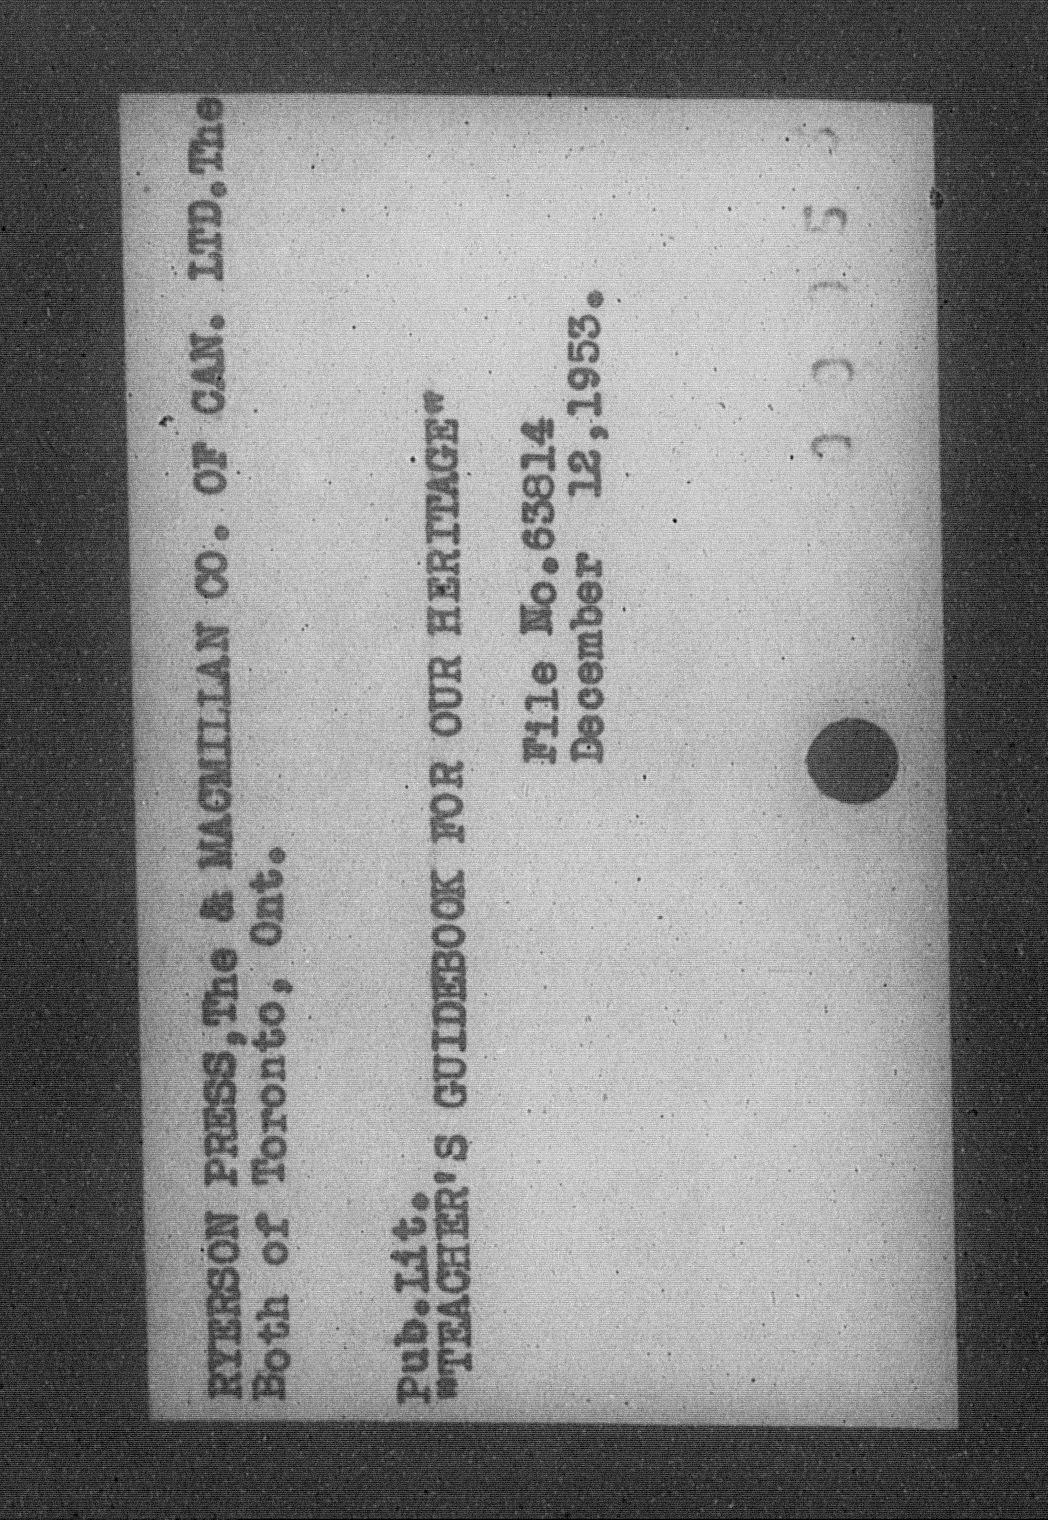 RYERSON PRESS,The & MACMILLAN CO. OF CAN. LTD.The
Both of Toronto, Ont.
Pub.Lit.
"TEACHER'S GUIDEBOOK FOR OUR HERITAGE"
File No.63814
December 12,1953.